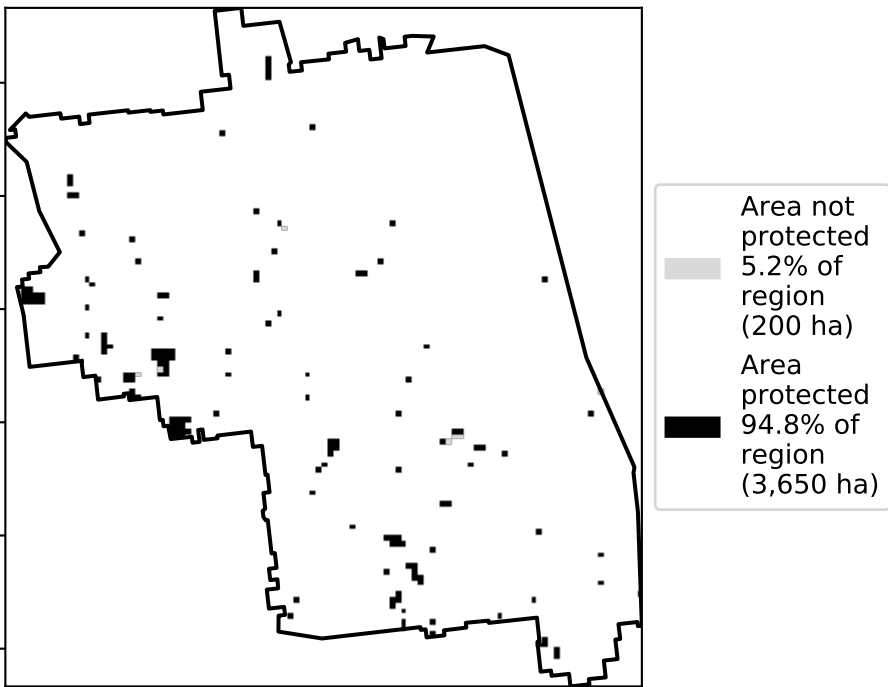 Area not
protected
5.2% of
region
(200 ha)
Area
protected
94.8% of
region
(3,650 ha)